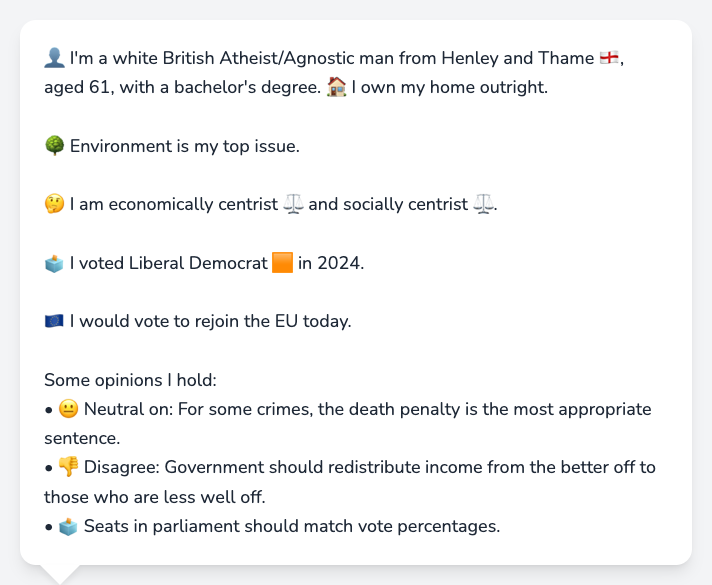 👤 I'm a white British Atheist/Agnostic man from Henley and Thame 🏴󠁧󠁢󠁥󠁮󠁧󠁿,
aged 61, with a bachelor's degree. 🏠 I own my home outright.
🌳 Environment is my top issue.
🤔 I am economically centrist ⚖️ and socially centrist ⚖️.
🗳️ I voted Liberal Democrat 🟧 in 2024.
🇪🇺 I would vote to rejoin the EU today.
Some opinions I hold:
• 😐 Neutral on: For some crimes, the death penalty is the most appropriate
sentence.
• 👎 Disagree: Government should redistribute income from the better off to
those who are less well off.
• 🗳️ Seats in parliament should match vote percentages.